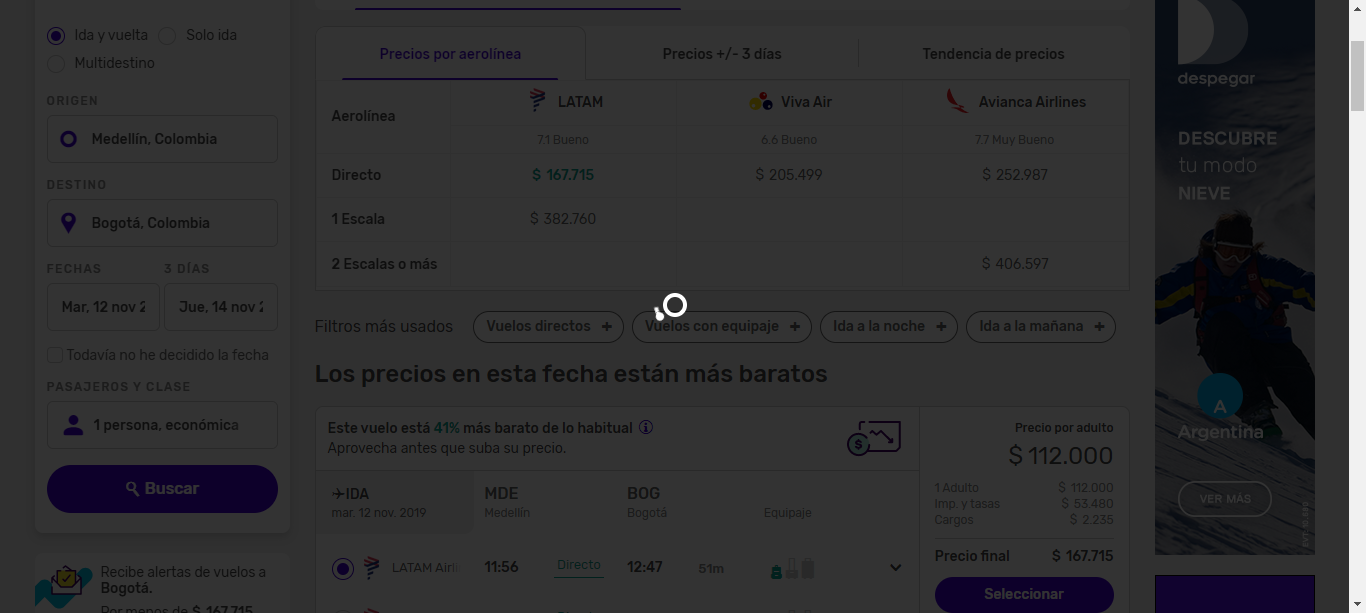 Ida y vuelta
Solo ida
Multidestino
ORIGEN
Medellín, Colombia
DESTINO
Bogotá, Colombia
FECHAS
3 DÍAS
Mar, 12 nov 2
Jue, 14 nov 2
Todavía no he decidido la fecha
PASAJEROS Y CLASE
1 persona, económica
Buscar
Recibe alertas de vuelos a
Bogotá.
Por menos de $ 167.715
Precios por aerolínea
Precios +/- 3 días
Tendencia de precios
Aerolínea
LATAM
Viva Air
Avianca Airlines
7.1 Bueno
6.6 Bueno
7.7 Muy Bueno
Directo
$ 167.715
$ 205.499
$ 252.987
1 Escala
$ 382.760
2 Escalas o más
$ 406.597
Filtros más usados
Vuelos directos +
Vuelos con equipaje +
Ida a la noche +
Ida a la mañana +
Los precios en esta fecha están más baratos
Este vuelo está 41% más barato de lo habitual
Aprovecha antes que suba su precio.
IDA
mar. 12 nov. 2019
MDE
Medellín
BOG
Bogotá
Equipaje
LATAM Airli
11:56
Directo
12:47
51m
Precio por adulto
$ 112.000
1 Adulto $ 112.000
Imp. y tasas $ 53.480
Cargos $ 2.235
Precio final $ 167.715
Seleccionar
despegar
DESCUBRE
tu modo
NIEVE
A
Argentina
VER MÁS